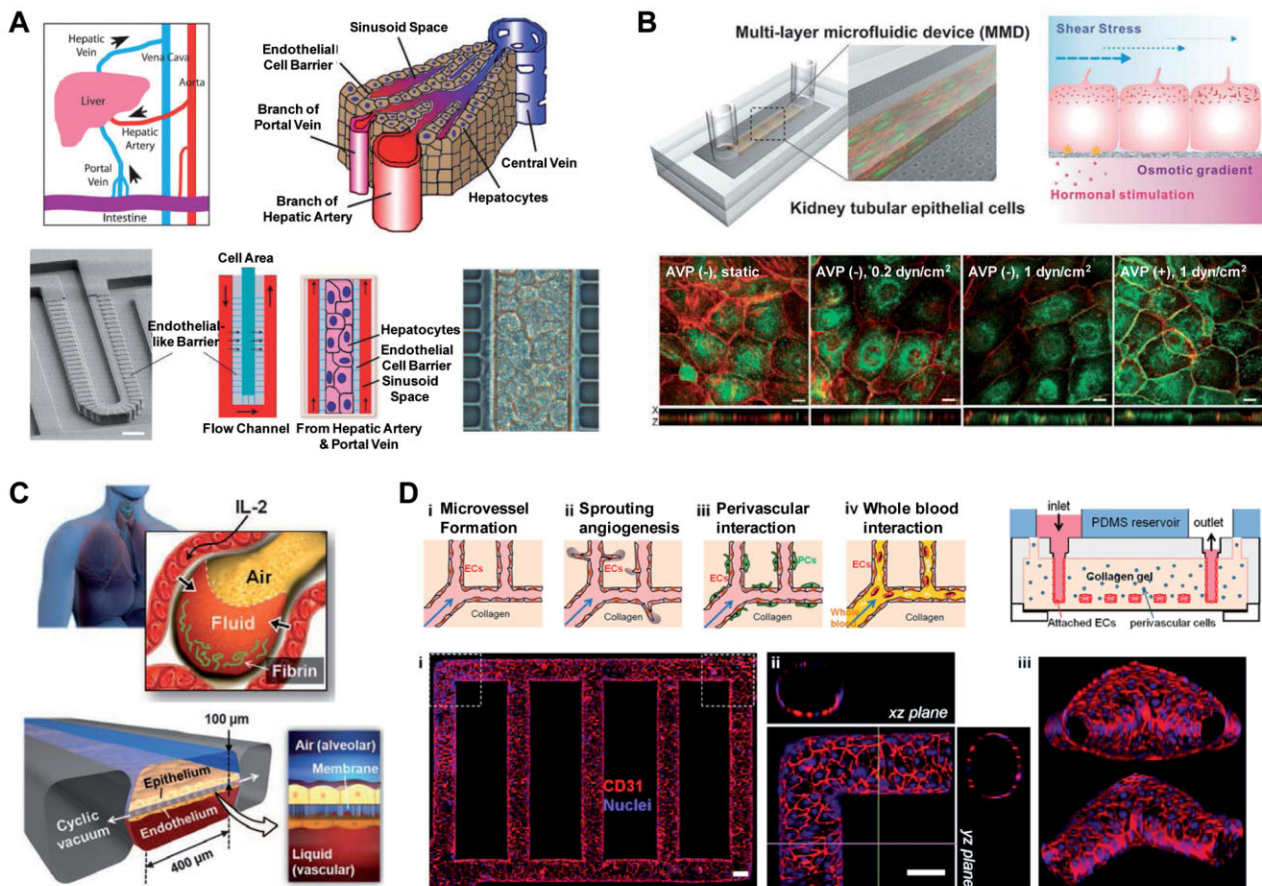 A
Hepatic
Vein
Vena Cava
Aorta
Liver
Hepatic
Artery
Portal
Vein
Intestine
Sinusoid Space
Endothelial
Cell Barrier
Branch of
Portal Vein
Branch of
Hepatic Artery
Central Vein
Hepatocytes
Cell Area
Endothelial-
like Barrier
Flow Channel
Hepatocytes
Endothelial
Cell Barrier
Sinusoid
Space
From Hepatic Artery
& Portal Vein
B
Multi-layer microfluidic device (MMD)
Kidney tubular epithelial cells
Shear Stress
Osmotic gradient
Hormonal stimulation
AVP (-), static
AVP (-), 0.2 dyn/cm²
AVP (-), 1 dyn/cm²
AVP (+), 1 dyn/cm²
X
Z
C
IL-2
Air
Fluid
Fibrin
100 µm
Epithelium
Endothelium
Cyclic
vacuum
400 µm
Air (alveolar)
Membrane
Liquid
(vascular)
D
i Microvessel
Formation
ii Sprouting
angiogenesis
iii Perivascular
interaction
iv Whole blood
interaction
ECs
Collagen
ECs
Collagen
ECs
PCs
Collagen
Whole
blood
Collagen
inlet
PDMS reservoir
outlet
Collagen gel
Attached ECs
perivascular cells
i
CD31
Nuclei
ii
xz plane
yz plane
iii